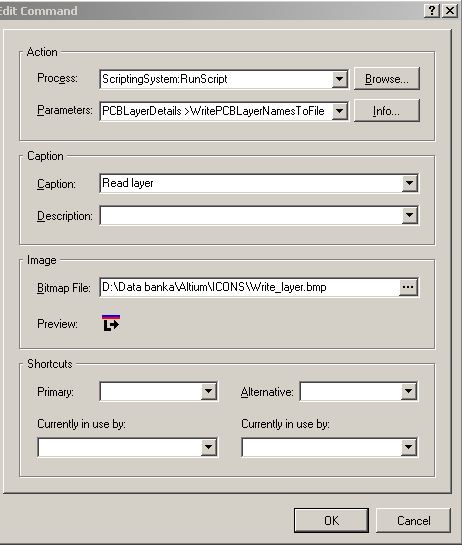 Edit Command
Action
Process: ScriptingSystem:RunScript Browse...
Parameters: PCBLayerDetails >WritePCBLayerNamesToFile Info...
Caption
Caption: Read layer
Description:
Image
Bitmap File: D:\Data banka\Altium\ICONS\Write_layer.bmp ...
Preview:
Shortcuts
Primary: Alternative:
Currently in use by: Currently in use by:
OK Cancel